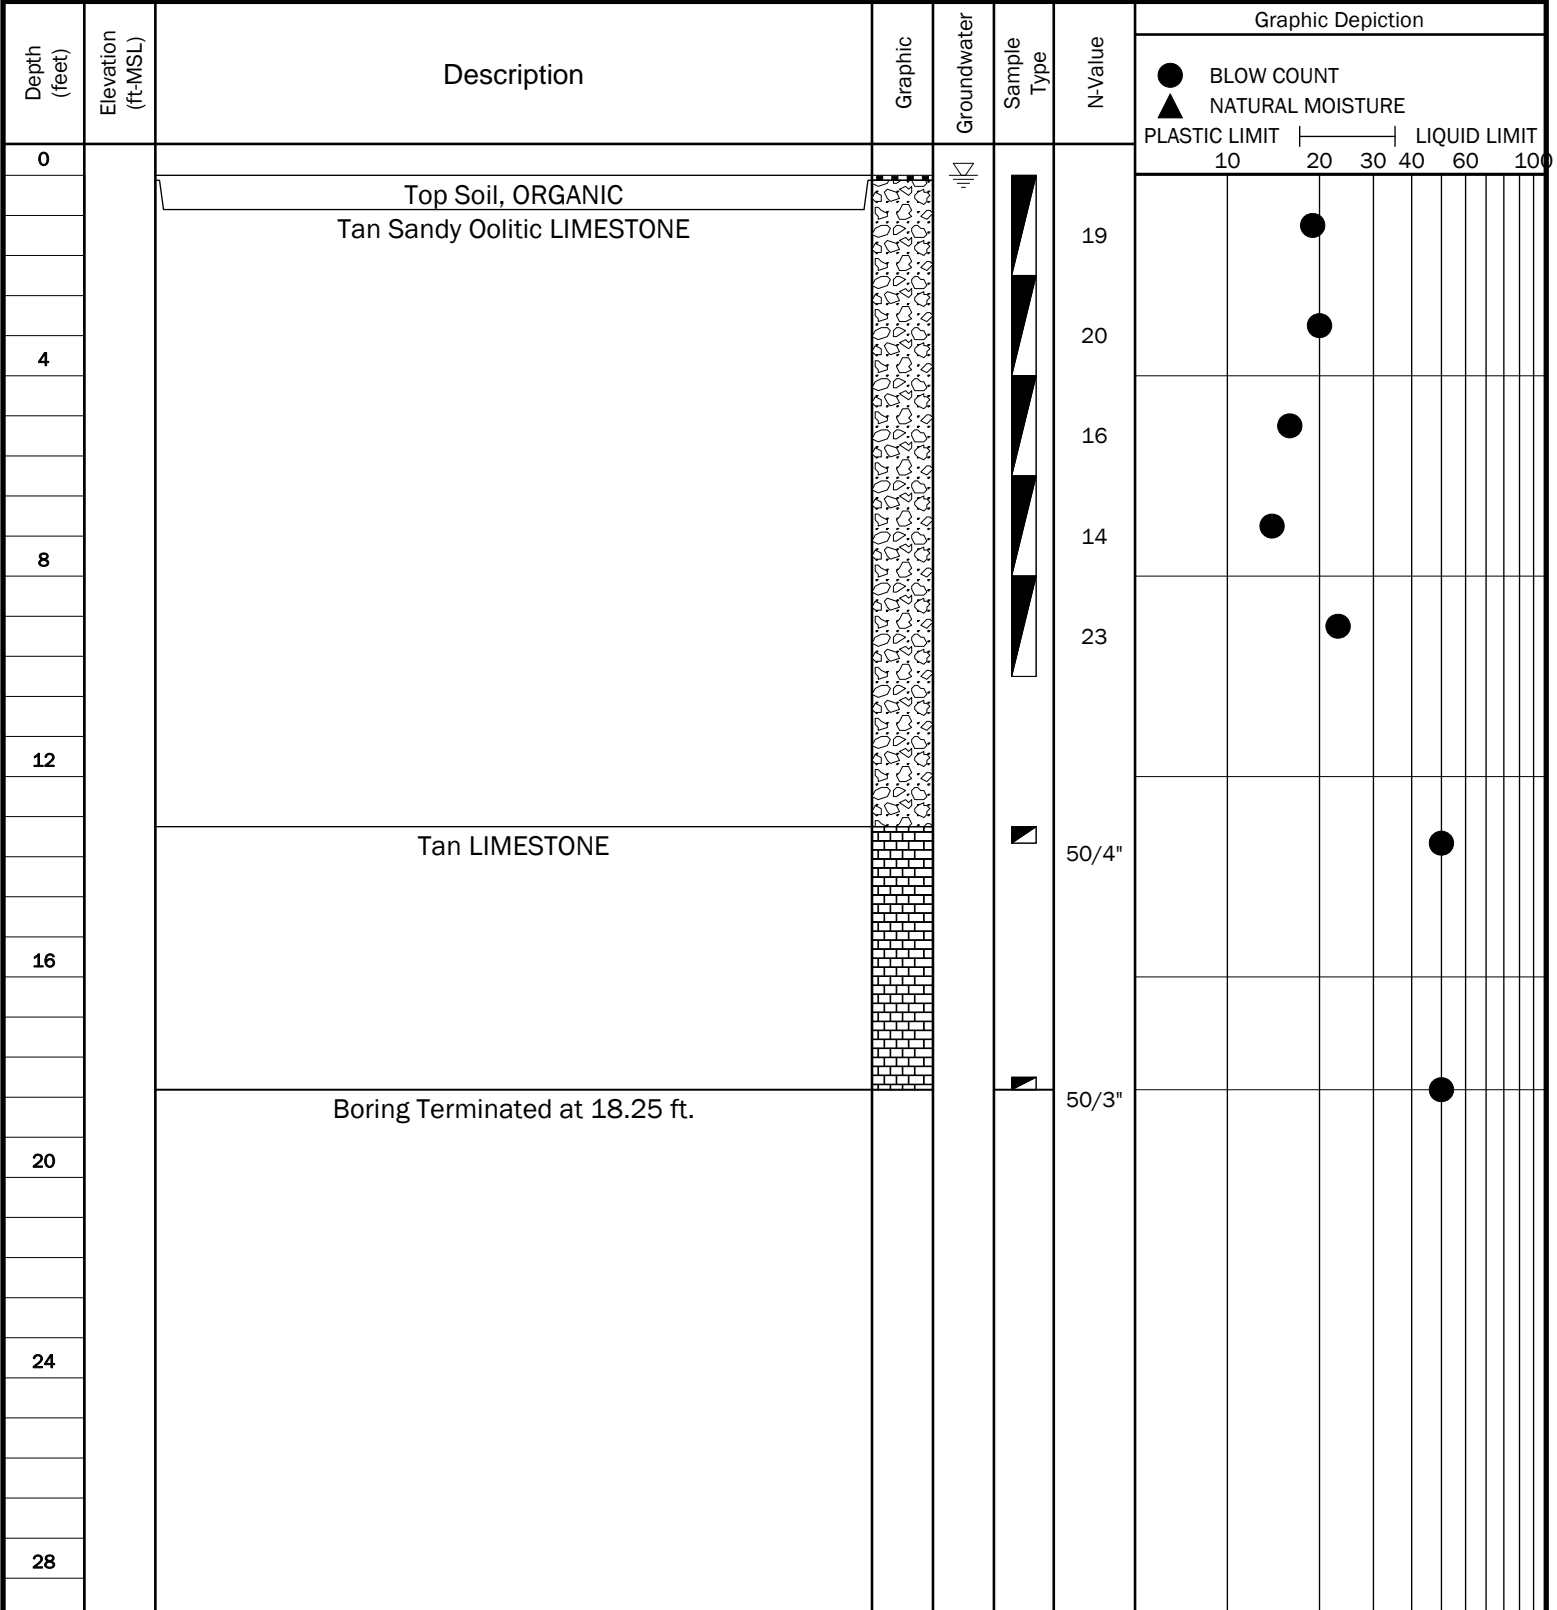 Depth
(feet)
Elevation
(ft-MSL)
Description
Graphic
Groundwater
Sample
Type
N-Value
Graphic Depiction
BLOW COUNT
NATURAL MOISTURE
PLASTIC LIMIT LIQUID LIMIT
10 20 30 40 60 100
0
Top Soil, ORGANIC
Tan Sandy Oolitic LIMESTONE
19
20
4
16
14
8
23
12
Tan LIMESTONE
50/4"
16
50/3"
Boring Terminated at 18.25 ft.
20
24
28